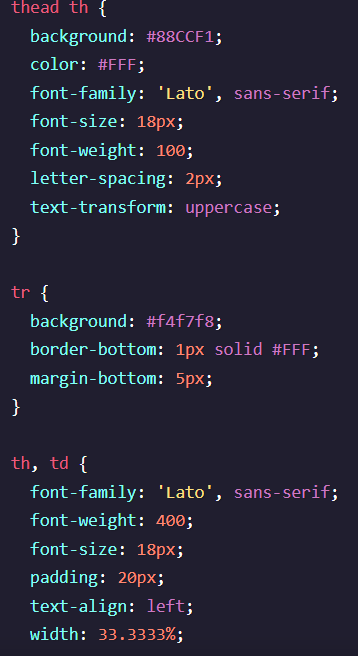 thead th {
  background: #88CCF1;
  color: #FFF;
  font-family: 'Lato', sans-serif;
  font-size: 18px;
  font-weight: 100;
  letter-spacing: 2px;
  text-transform: uppercase;
}

tr {
  background: #f4f7f8;
  border-bottom: 1px solid #FFF;
  margin-bottom: 5px;
}

th, td {
  font-family: 'Lato', sans-serif;
  font-weight: 400;
  font-size: 18px;
  padding: 20px;
  text-align: left;
  width: 33.3333%;